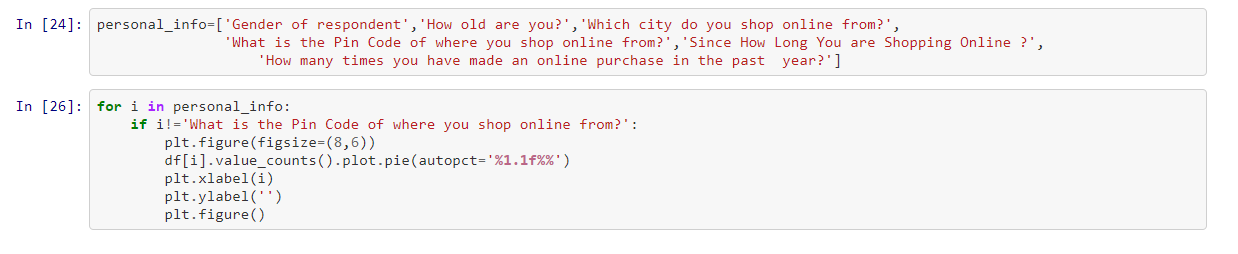 In [24]: personal_info=['Gender of respondent','How old are you?','Which city do you shop online from?',
'What is the Pin Code of where you shop online from?','Since How Long You are Shopping Online ?',
'How many times you have made an online purchase in the past  year?']
In [26]: for i in personal_info:
if i!='What is the Pin Code of where you shop online from?':
plt.figure(figsize=(8,6))
df[i].value_counts().plot.pie(autopct='%1.1f%%')
plt.xlabel(i)
plt.ylabel('')
plt.figure()